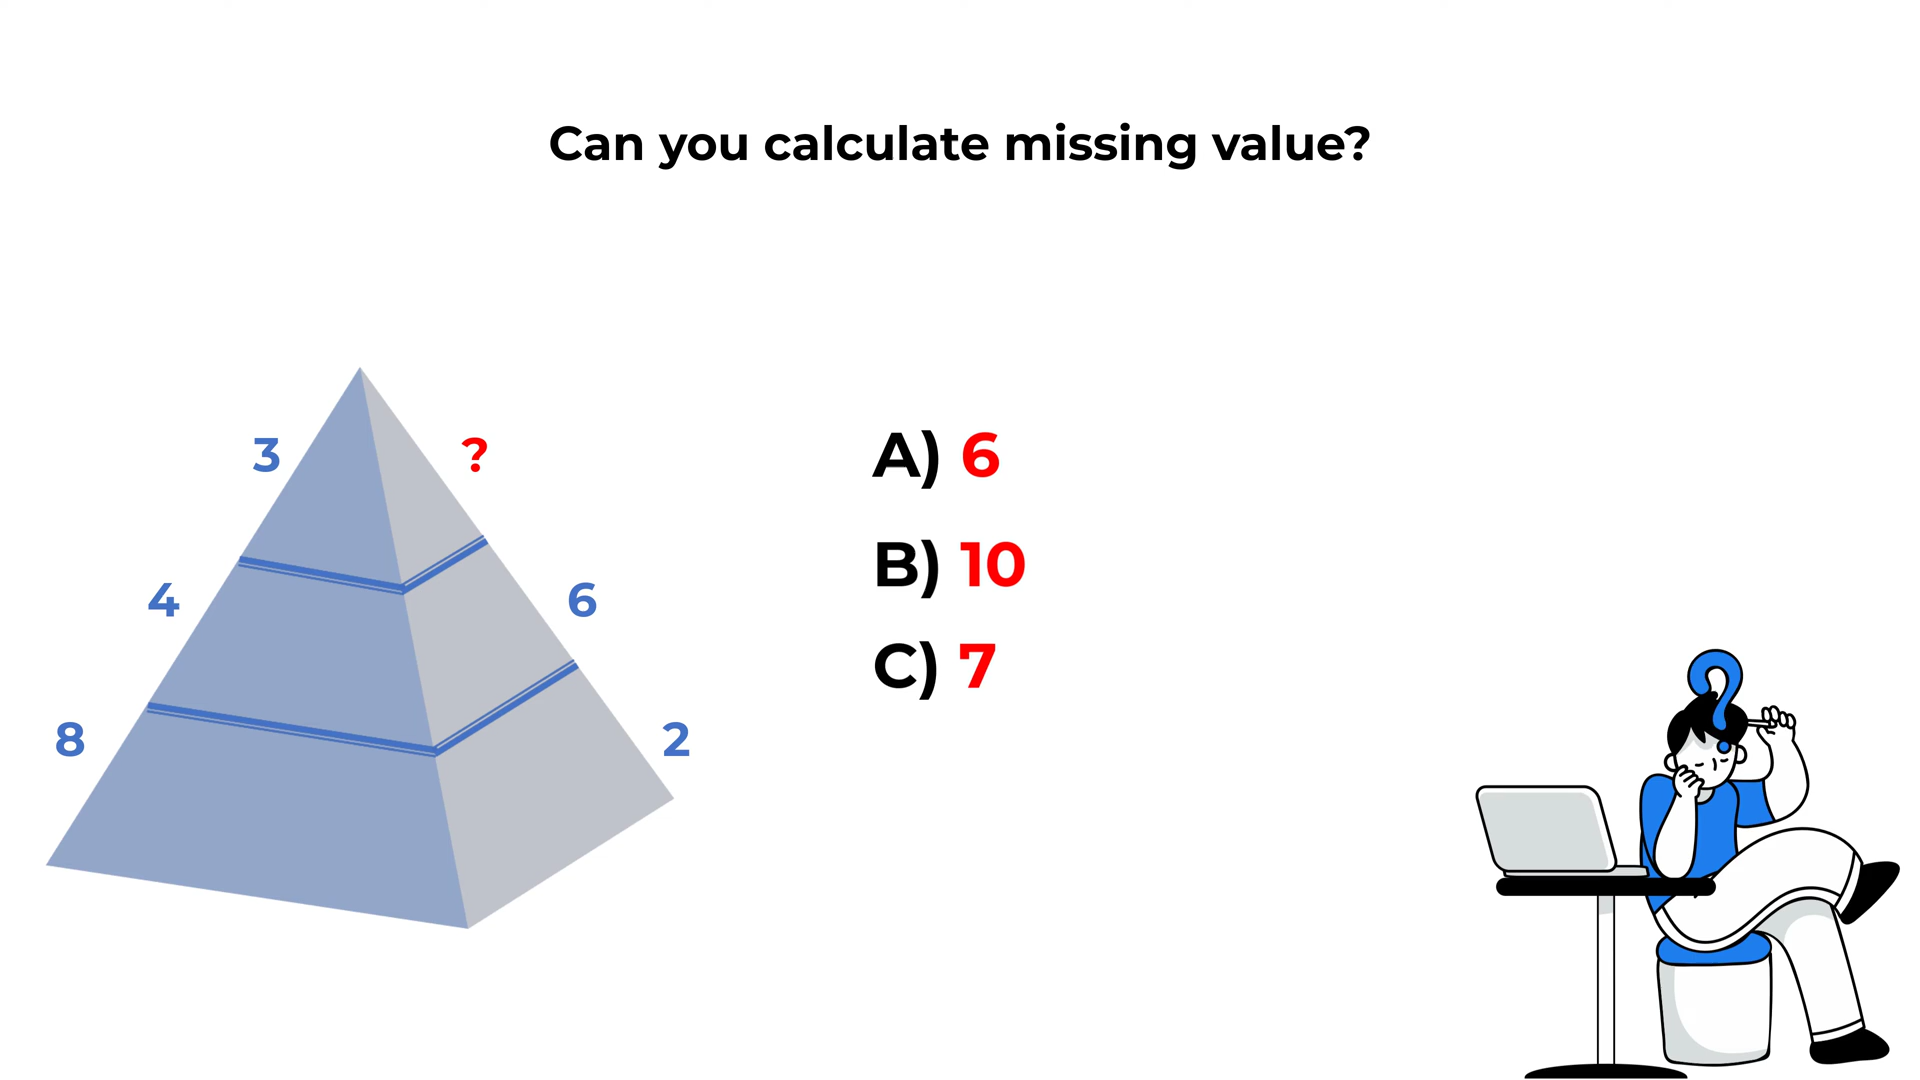 Can you calculate missing value?
3 ?
4 6
8 2
A) 6
B) 10
C) 7
?